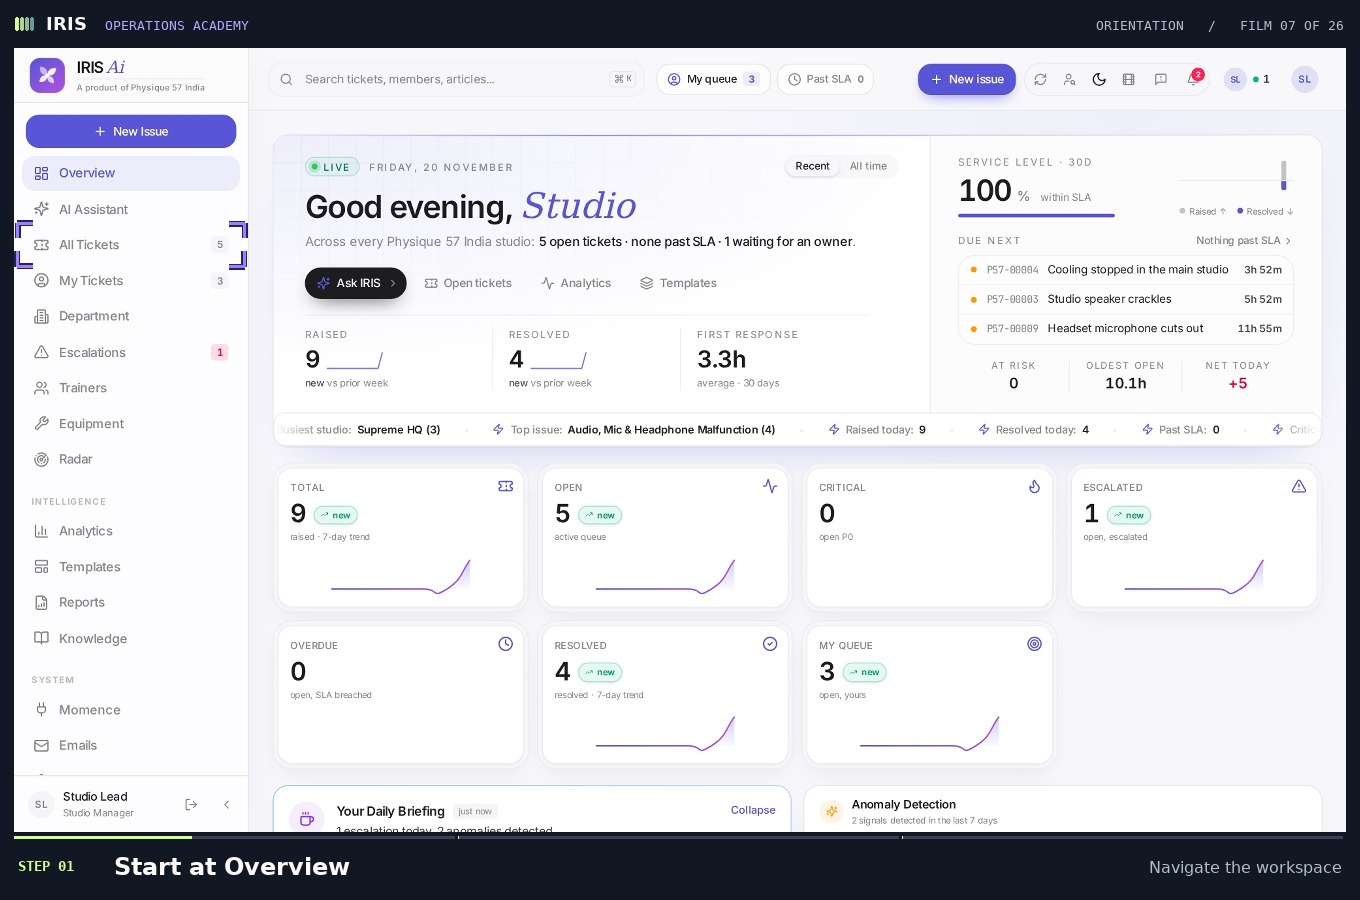 IRIS OPERATIONS ACADEMY
ORIENTATION / FILM 07 OF 26
IRIS Ai
A product of Physique 57 India
Search tickets, members, articles...
⌘ K
My queue 3
Past SLA 0
+ New issue
2
SL 1
SL
+ New Issue
Overview
AI Assistant
All Tickets 5
My Tickets 3
Department
Escalations 1
Trainers
Equipment
Radar
INTELLIGENCE
Analytics
Templates
Reports
Knowledge
SYSTEM
Momence
Emails
SL
Studio Lead
Studio Manager
LIVE
FRIDAY, 20 NOVEMBER
Recent
All time
Good evening, Studio
Across every Physique 57 India studio: 5 open tickets · none past SLA · 1 waiting for an owner.
Ask IRIS
Open tickets
Analytics
Templates
RAISED
9
new vs prior week
RESOLVED
4
new vs prior week
FIRST RESPONSE
3.3h
average · 30 days
SERVICE LEVEL · 30D
100 % within SLA
Raised ↑ Resolved ↓
DUE NEXT
Nothing past SLA
P57-00004 Cooling stopped in the main studio 3h 52m
P57-00003 Studio speaker crackles 5h 52m
P57-00009 Headset microphone cuts out 11h 55m
AT RISK
0
OLDEST OPEN
10.1h
NET TODAY
+5
Busiest studio: Supreme HQ (3)
Top issue: Audio, Mic & Headphone Malfunction (4)
Raised today: 9
Resolved today: 4
Past SLA: 0
Critic
TOTAL
9 new
raised · 7-day trend
OPEN
5 new
active queue
CRITICAL
0
open P0
ESCALATED
1 new
open, escalated
OVERDUE
0
open, SLA breached
RESOLVED
4 new
resolved · 7-day trend
MY QUEUE
3 new
open, yours
Your Daily Briefing just now
Collapse
1 escalation today, 2 anomalies detected
Anomaly Detection
2 signals detected in the last 7 days
STEP 01 Start at Overview
Navigate the workspace